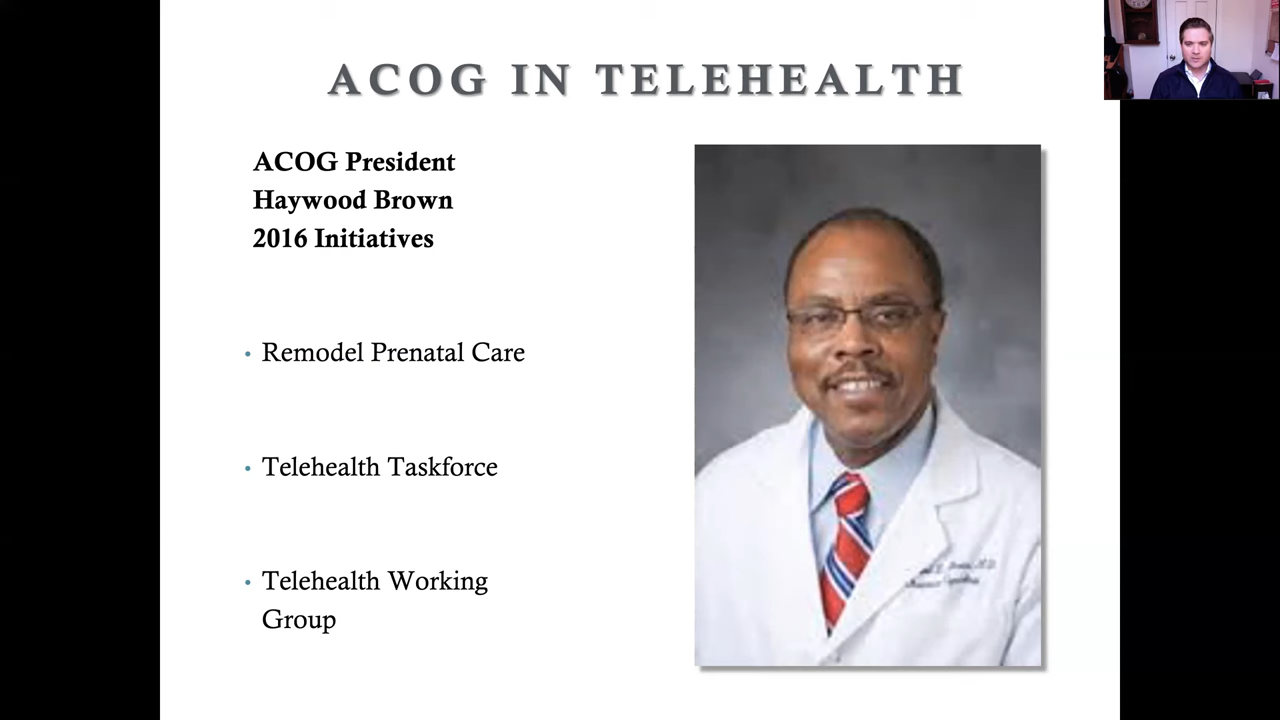 ACOG IN TELEHEALTH
ACOG President
Haywood Brown
2016 Initiatives
• Remodel Prenatal Care
• Telehealth Taskforce
• Telehealth Working
Group